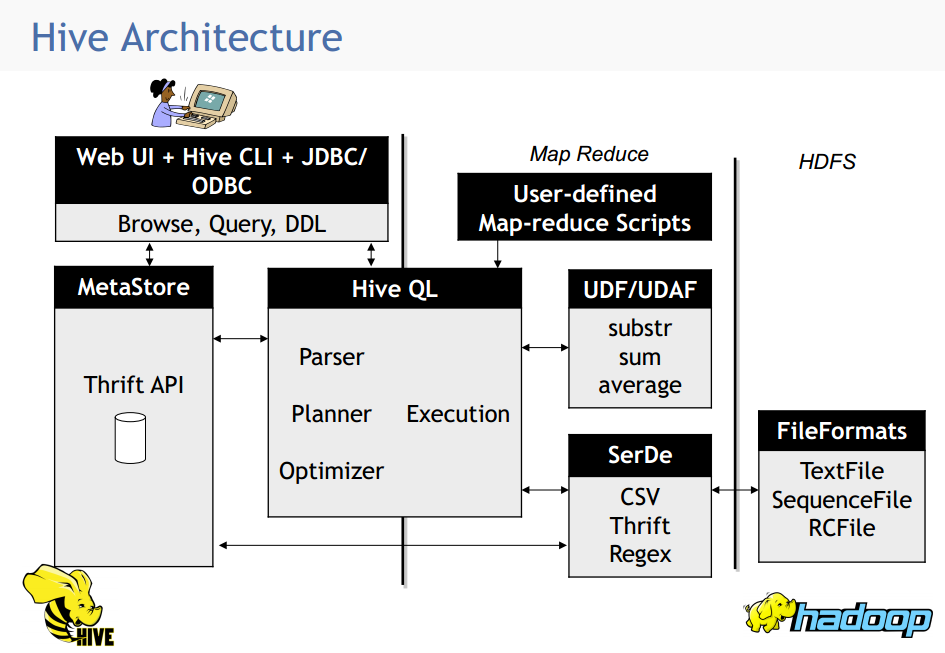 Hive Architecture
Web UI + Hive CLI + JDBC/
ODBC
Browse, Query, DDL
Map Reduce
HDFS
User-defined
Map-reduce Scripts
MetaStore
Thrift API
Hive QL
Parser
Planner
Execution
Optimizer
UDF/UDAF
substr
sum
average
SerDe
CSV
Thrift
Regex
FileFormats
TextFile
SequenceFile
RCFile
HIVE
hadoop